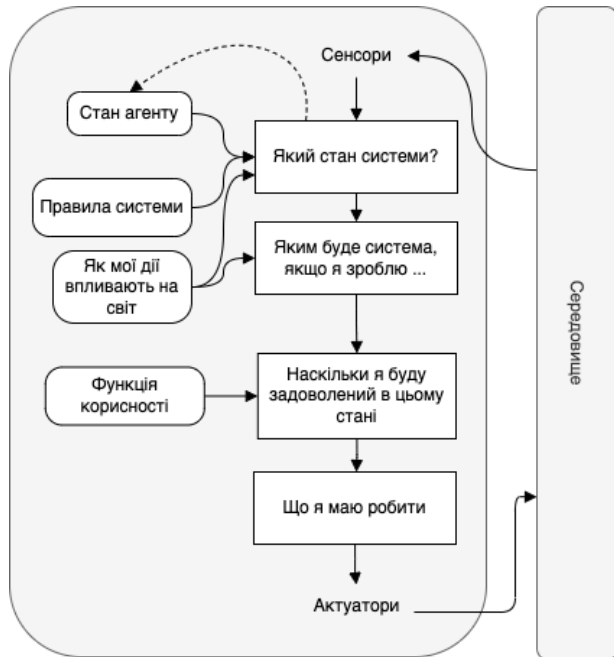 Сенсори
Стан агенту
Який стан системи?
Правила системи
Яким буде система,
якщо я зроблю ...
Як мої дії
впливають на
світ
Середовище
Функція
корисності
Наскільки я буду
задоволений в цьому
стані
Що я маю робити
Актуатори